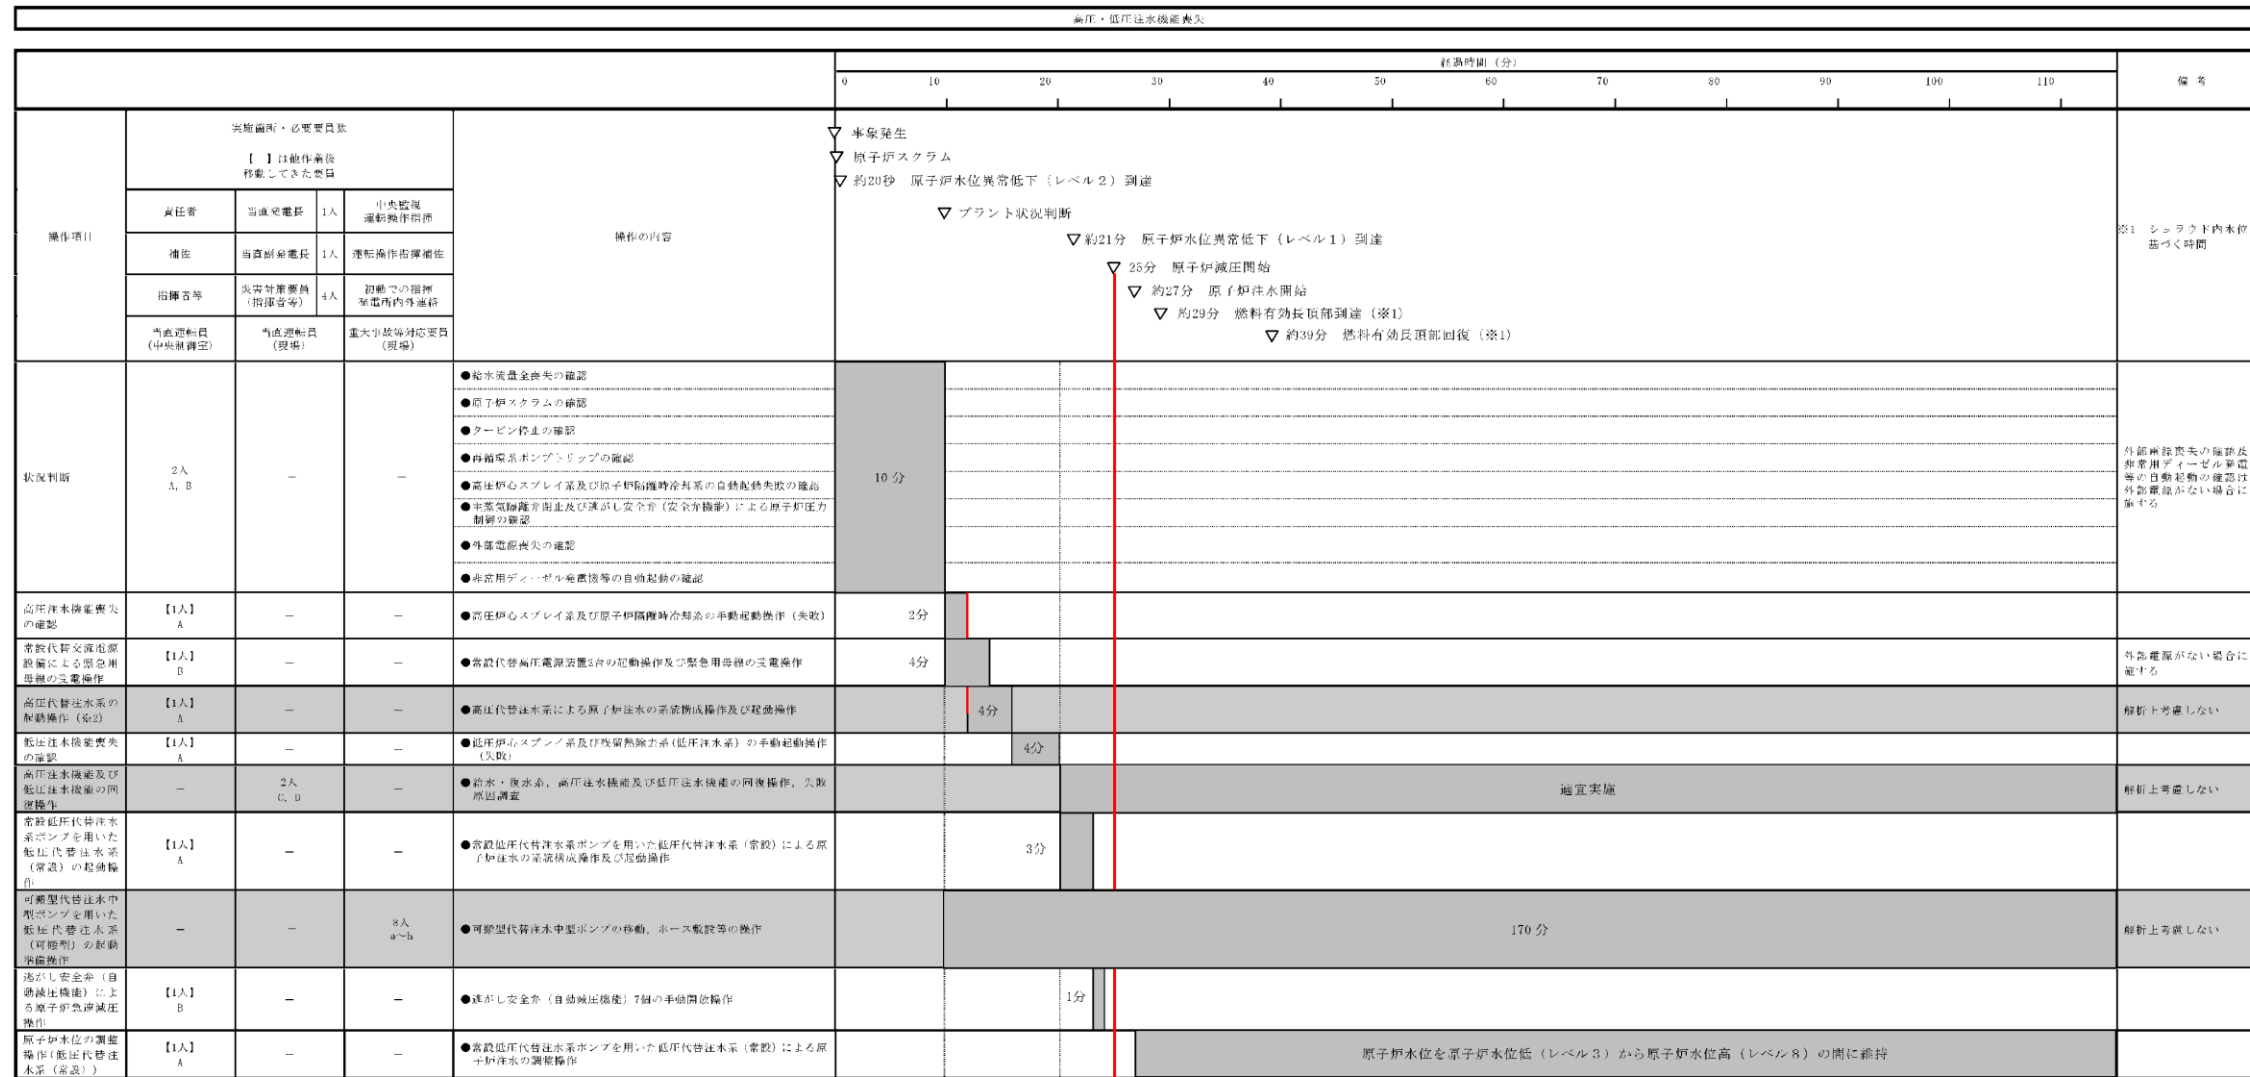 高圧・低圧注水機能喪失
経過時間（分）
0 10 20 30 40 50 60 70 80 90 100 110
備 考
操作項目
実施箇所・必要要員数
【　】は他作業後
移動してきた要員
責任者
当直発電長
1人
中央監視
運転操作指揮
補佐
当直副発電長
1人
運転操作指揮補佐
指揮者等
災害対策要員
（指揮者等）
4人
初動での指揮
発電所内外連絡
当直運転員
（中央制御室）
当直運転員
（現場）
重大事故等対応要員
（現場）
操作の内容
▽ 事象発生
▽ 原子炉スクラム
▽ 約20秒　原子炉水位異常低下（レベル２）到達
▽ プラント状況判断
▽ 約21分　原子炉水位異常低下（レベル１）到達
▽ 25分　原子炉減圧開始
▽ 約27分　原子炉注水開始
▽ 約29分　燃料有効長頂部到達（※1）
▽ 約39分　燃料有効長頂部回復（※1）
※1　シュラウド内水位
基づく時間
状況判断
2人
A, B
－
－
●給水流量全喪失の確認
●原子炉スクラムの確認
●タービン停止の確認
●再循環系ポンプトリップの確認
●高圧炉心スプレイ系及び原子炉隔離時冷却系の自動起動失敗の確認
●主蒸気隔離弁閉止及び逃がし安全弁（安全弁機能）による原子炉圧力
制御の確認
●外部電源喪失の確認
●非常用ディーゼル発電機等の自動起動の確認
10 分
外部電源喪失の確認及
非常用ディーゼル発電
等の自動起動の確認は
外部電源がない場合に
施する
高圧注水機能喪失
の確認
【1人】
A
－
－
●高圧炉心スプレイ系及び原子炉隔離時冷却系の手動起動操作（失敗）
2分
常設代替交流電源
設備による緊急用
母線の受電操作
【1人】
B
－
－
●常設代替高圧電源装置2台の起動操作及び緊急用母線の受電操作
4分
外部電源がない場合に
施する
高圧代替注水系の
起動操作（※2）
【1人】
A
－
－
●高圧代替注水系による原子炉注水の系統構成操作及び起動操作
4分
解析上考慮しない
低圧注水機能喪失
の確認
【1人】
A
－
－
●低圧炉心スプレイ系及び残留熱除去系（低圧注水系）の手動起動操作
（失敗）
4分
高圧注水機能及び
低圧注水機能の回
復操作
－
2人
C, D
－
●給水・復水系，高圧注水機能及び低圧注水機能の回復操作，失敗
原因調査
適宜実施
解析上考慮しない
常設低圧代替注水
系ポンプを用いた
低圧代替注水系
（常設）の起動操
作
【1人】
A
－
－
●常設低圧代替注水系ポンプを用いた低圧代替注水系（常設）による原
子炉注水の系統構成操作及び起動操作
3分
可搬型代替注水中
型ポンプを用いた
低圧代替注水系
（可搬型）の起動
準備操作
－
－
8人
a～h
●可搬型代替注水中型ポンプの移動，ホース敷設等の操作
170 分
解析上考慮しない
逃がし安全弁（自
動減圧機能）によ
る原子炉急速減圧
操作
【1人】
B
－
－
●逃がし安全弁（自動減圧機能）7個の手動開放操作
1分
原子炉水位の調整
操作（低圧代替注
水系（常設））
【1人】
A
－
－
●常設低圧代替注水系ポンプを用いた低圧代替注水系（常設）による原
子炉注水の調整操作
原子炉水位を原子炉水位低（レベル３）から原子炉水位高（レベル８）の間に維持